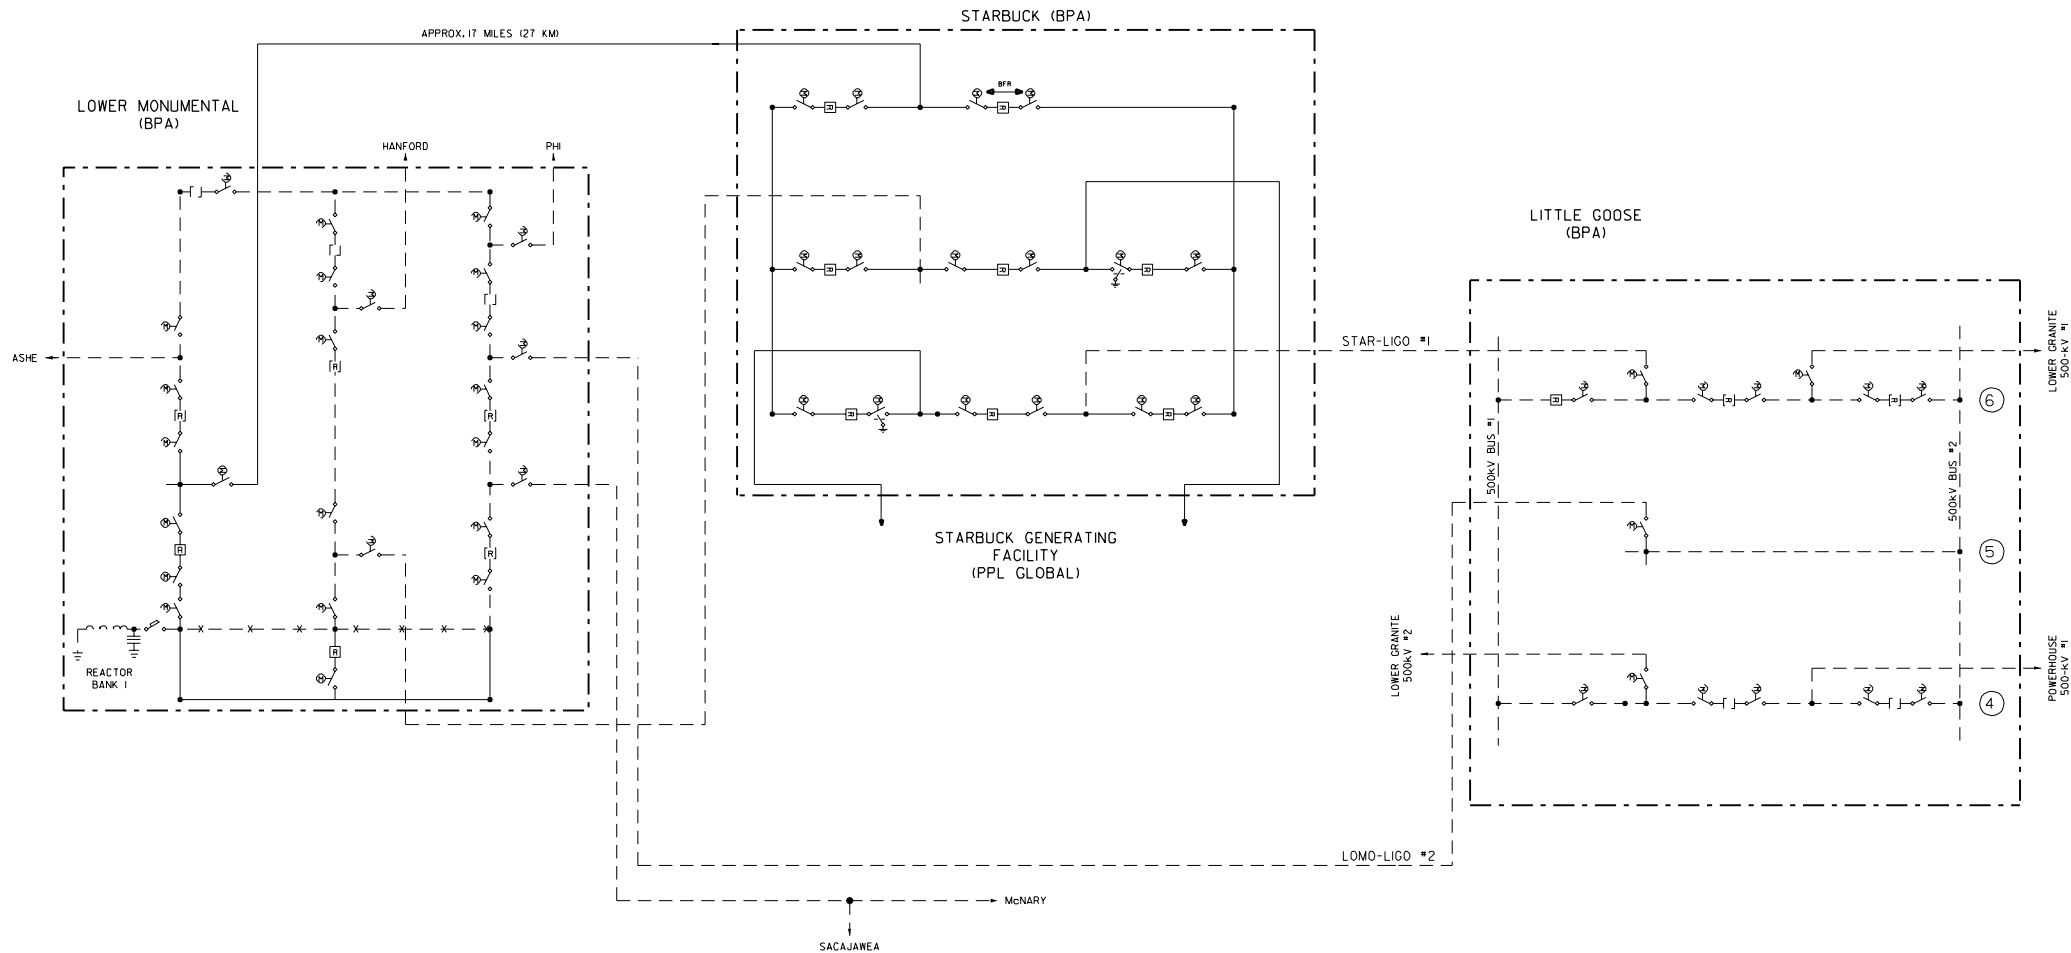 STARBUCK (BPA)
APPROX. 17 MILES (27 KM)
BFR
LOWER MONUMENTAL
(BPA)
HANFORD
PHI
ASHE
REACTOR
BANK 1
STARBUCK GENERATING
FACILITY
(PPL GLOBAL)
LITTLE GOOSE
(BPA)
STAR-LIGO #1
LOMO-LIGO #2
500kV BUS #1
500kV BUS #2
LOWER GRANITE
500-kV #1
LOWER GRANITE
500kV #2
POWERHOUSE
500-kV #1
6
5
4
McNARY
SACAJAWEA